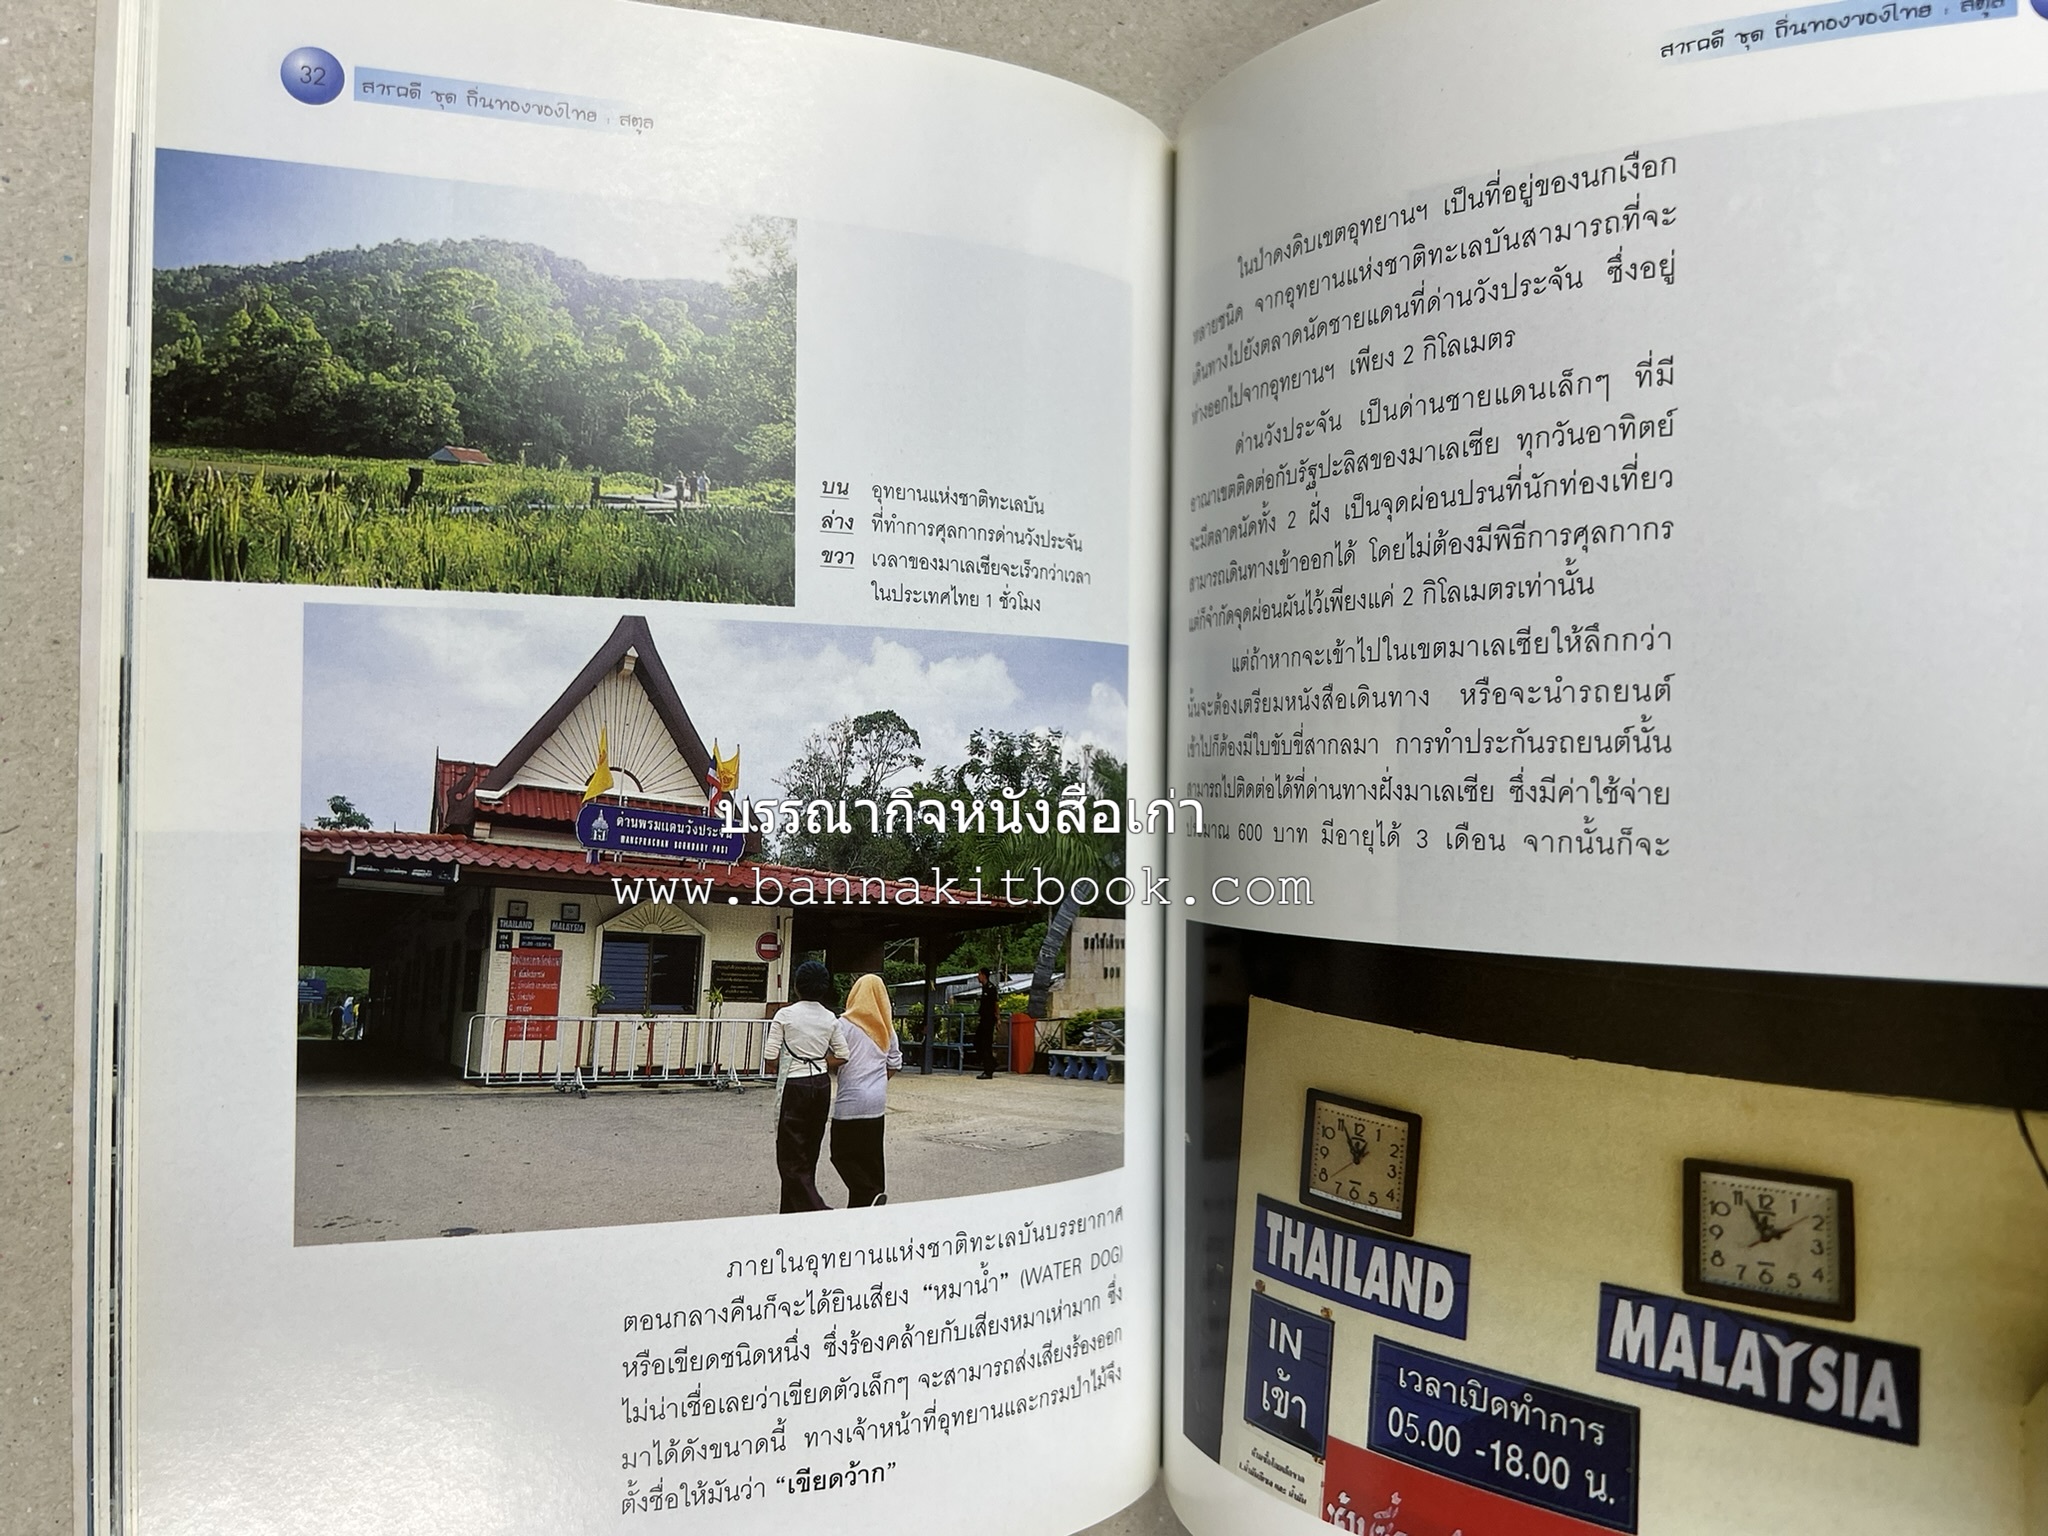 32
สารคดี ชุด ถิ่นทองของไทย : สตูล
บน อุทยานแห่งชาติทะเลบัน
ล่าง ที่ทำการศุลกากรด่านวังประจัน
ขวา เวลาของมาเลเซียจะเร็วกว่าเวลา
ในประเทศไทย 1 ชั่วโมง
ด่านพรมแดนวังประจัน
WANGPRACHAN BOUNDARY POST
THAILAND MALAYSIA
ภายในอุทยานแห่งชาติทะเลบันบรรยากาศ
ตอนกลางคืนก็จะได้ยินเสียง “หมาน้ำ” (WATER DOG)
หรือเขียดชนิดหนึ่ง ซึ่งร้องคล้ายกับเสียงหมาเห่ามาก ซึ่ง
ไม่น่าเชื่อเลยว่าเขียดตัวเล็กๆ จะสามารถส่งเสียงร้องออก
มาได้ดังขนาดนี้ ทางเจ้าหน้าที่อุทยานและกรมป่าไม้จึง
ตั้งชื่อให้มันว่า “เขียดว้าก”
บรรณากิจหนังสือเก่า
www.bannakitbook.com
สารคดี ชุด ถิ่นทองของไทย : สตูล
ในป่าดงดิบเขตอุทยานฯ เป็นที่อยู่ของนกเงือก
หลายชนิด จากอุทยานแห่งชาติทะเลบันสามารถที่จะ
เดินทางไปยังตลาดนัดชายแดนที่ด่านวังประจัน ซึ่งอยู่
ห่างออกไปจากอุทยานฯ เพียง 2 กิโลเมตร
ด่านวังประจัน เป็นด่านชายแดนเล็กๆ ที่มี
อาณาเขตติดต่อกับรัฐปะลิสของมาเลเซีย ทุกวันอาทิตย์
จะมีตลาดนัดทั้ง 2 ฝั่ง เป็นจุดผ่อนปรนที่นักท่องเที่ยว
สามารถเดินทางเข้าออกได้ โดยไม่ต้องมีพิธีการศุลกากร
แต่ก็จำกัดจุดผ่อนผันไว้เพียงแค่ 2 กิโลเมตรเท่านั้น
แต่ถ้าหากจะเข้าไปในเขตมาเลเซียให้ลึกกว่า
นั้นจะต้องเตรียมหนังสือเดินทาง หรือจะนำรถยนต์
เข้าไปก็ต้องมีใบขับขี่สากลมา การทำประกันรถยนต์นั้น
สามารถไปติดต่อได้ที่ด่านทางฝั่งมาเลเซีย ซึ่งมีค่าใช้จ่าย
ประมาณ 600 บาท มีอายุได้ 3 เดือน จากนั้นก็จะ
THAILAND
MALAYSIA
IN
เข้า
เวลาเปิดทำการ
05.00 -18.00 น.